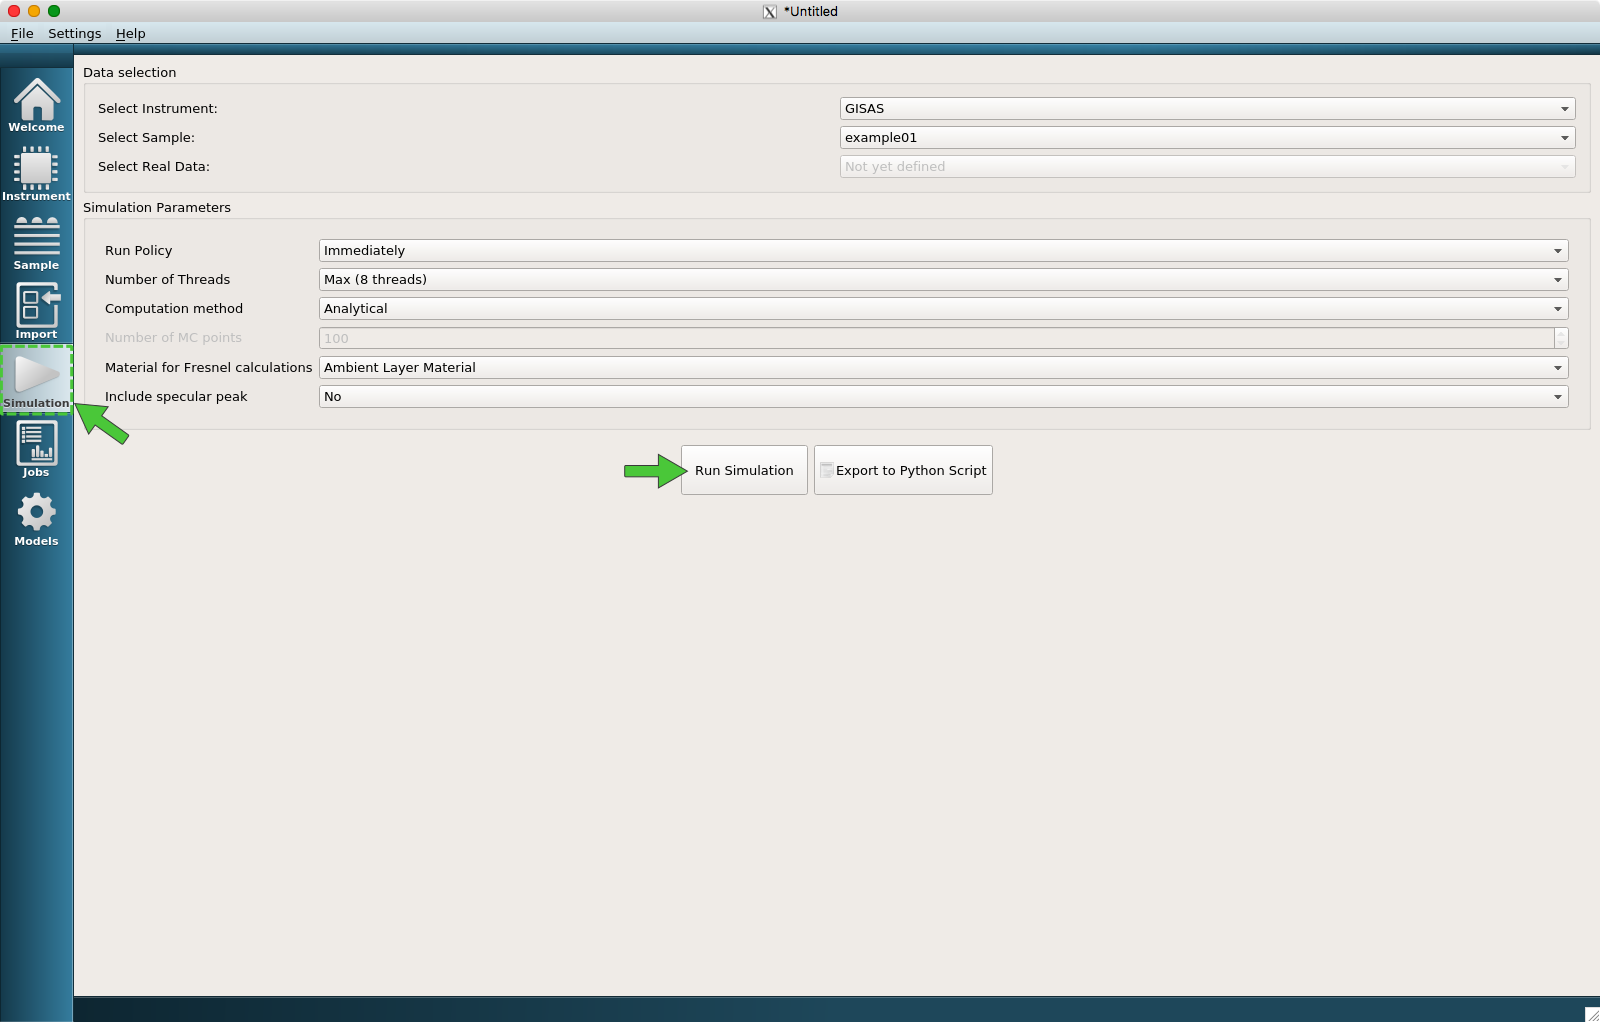 *Untitled
File Settings Help
Welcome
Instrument
Sample
Import
Simulation
Jobs
Models
Data selection
Select Instrument: GISAS
Select Sample: example01
Select Real Data: Not yet defined
Simulation Parameters
Run Policy Immediately
Number of Threads Max (8 threads)
Computation method Analytical
Number of MC points 100
Material for Fresnel calculations Ambient Layer Material
Include specular peak No
Run Simulation Export to Python Script